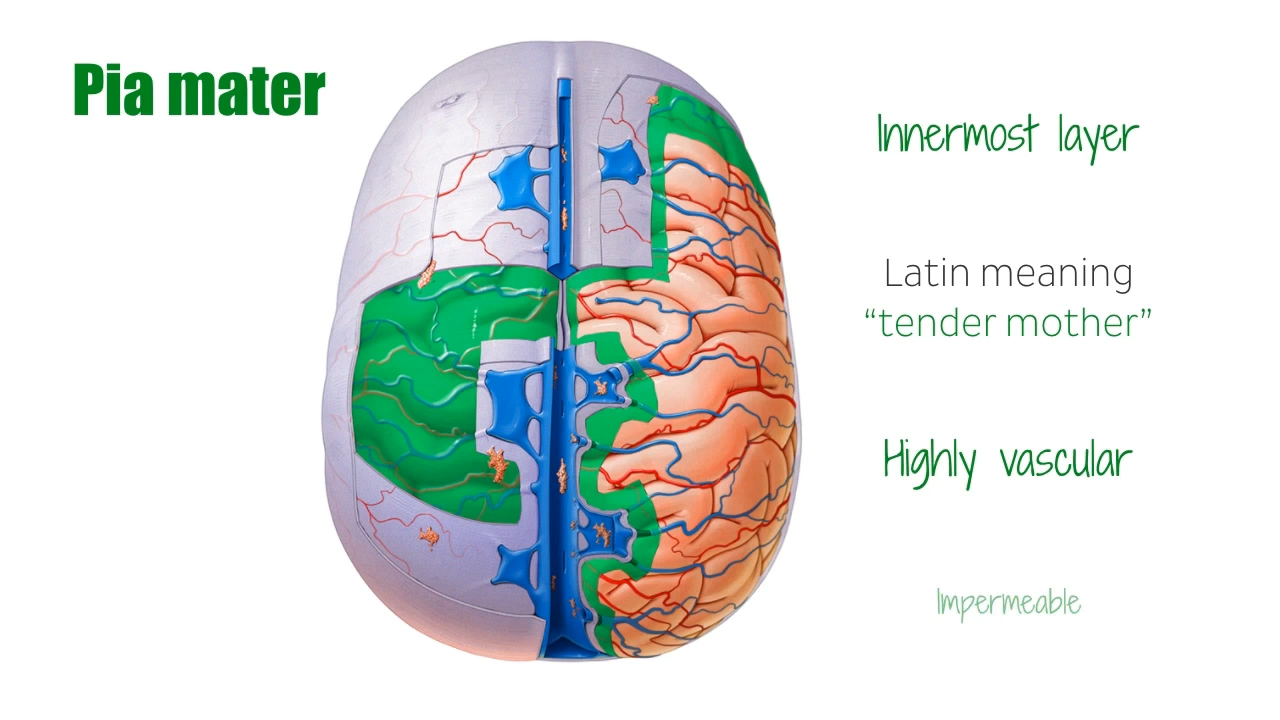 Pia mater
Innermost layer
Latin meaning
“tender mother”
Highly vascular
Impermeable